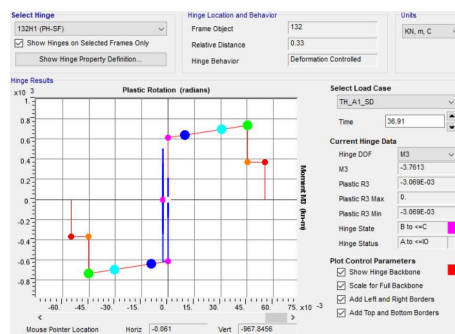 Select Hinge
132H1 (PH-SF)
Show Hinges on Selected Frames Only
Show Hinge Property Definition...
Hinge Location and Behavior
Frame Object
132
Relative Distance
0.33
Hinge Behavior
Deformation Controlled
Units
KN, m, C
Hinge Results
x10 3
Plastic Rotation (radians)
1.
0.8
0.6
0.4
0.2
0.
-0.2
-0.4
-0.6
-0.8
-60. -45. -30. -15. 0. 15. 30. 45. 60. 75. x10 -3
Moment M3 (kn-m)
Mouse Pointer Location Horiz -0.061 Vert -967.8456
Select Load Case
TH_A1_SD
Time 36.91
Current Hinge Data
Hinge DOF M3
M3 -3.7613
Plastic R3 -3.069E-03
Plastic R3 Max 0.
Plastic R3 Min -3.069E-03
Hinge State B to <=C
Hinge Status A to <=IO
Plot Control Parameters
Show Hinge Backbone
Scale for Full Backbone
Add Left and Right Borders
Add Top and Bottom Borders